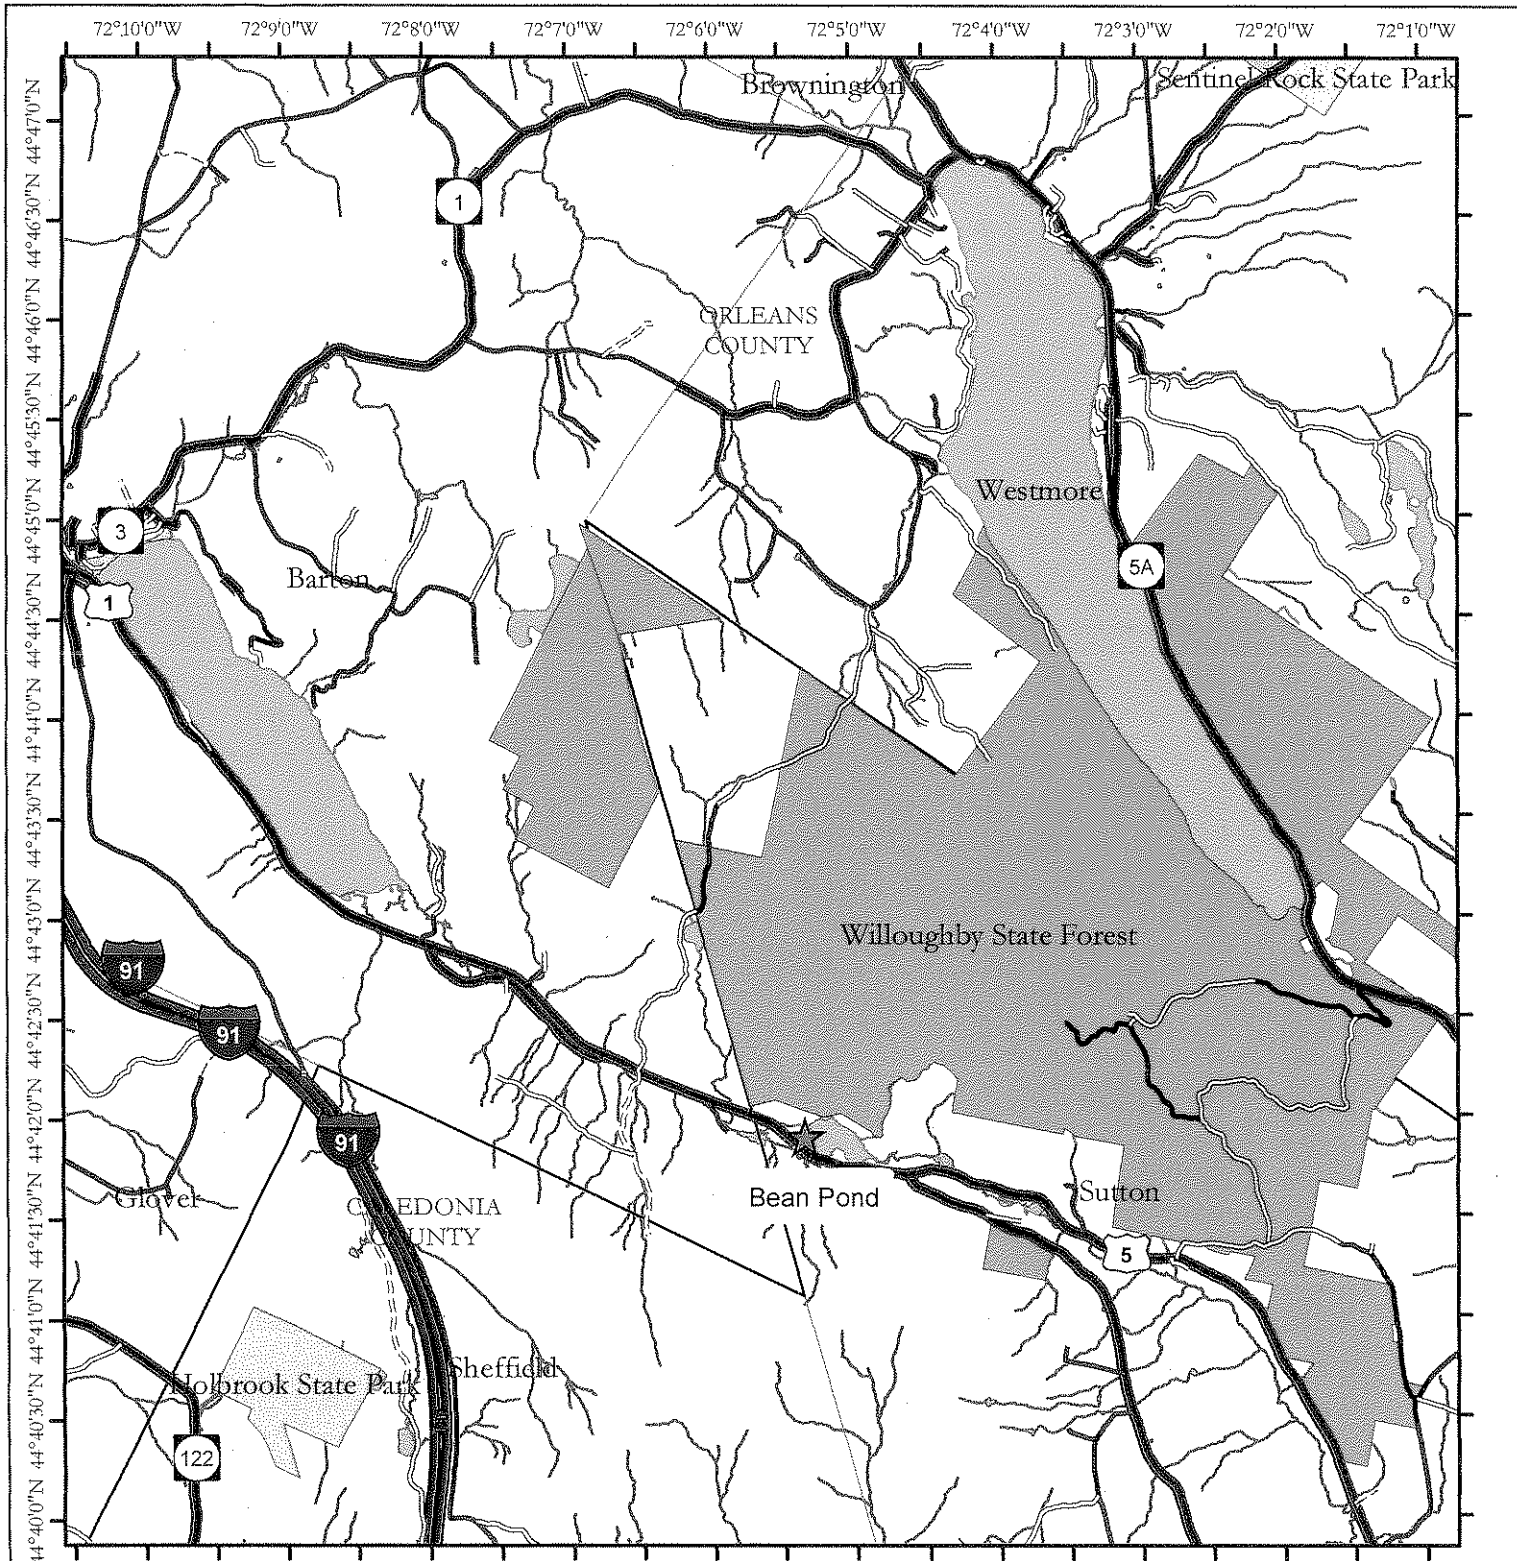 72°10'0"W 72°9'0"W 72°8'0"W 72°7'0"W 72°6'0"W 72°5'0"W 72°4'0"W 72°3'0"W 72°2'0"W 72°1'0"W
44°47'0"N
44°46'30"N
44°46'0"N
44°45'30"N
44°45'0"N
44°44'30"N
44°44'0"N
44°43'30"N
44°43'0"N
44°42'30"N
44°42'0"N
44°41'30"N
44°41'0"N
44°40'30"N
44°40'0"N
Brownington
Sentinel Rock State Park
1
ORLEANS
COUNTY
Westmore
3
5A
Barton
1
Willoughby State Forest
91
91
91
Bean Pond
Sutton
Glover
CALEDONIA
COUNTY
5
Sheffield
Holbrook State Park
122